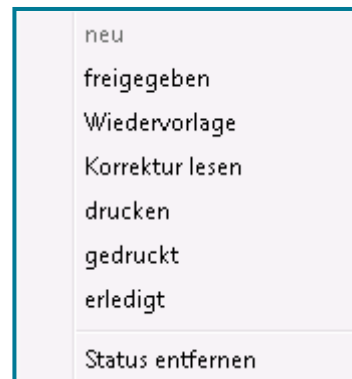 neu
freigegeben
Wiedervorlage
Korrektur lesen
drucken
gedruckt
erledigt
Status entfernen